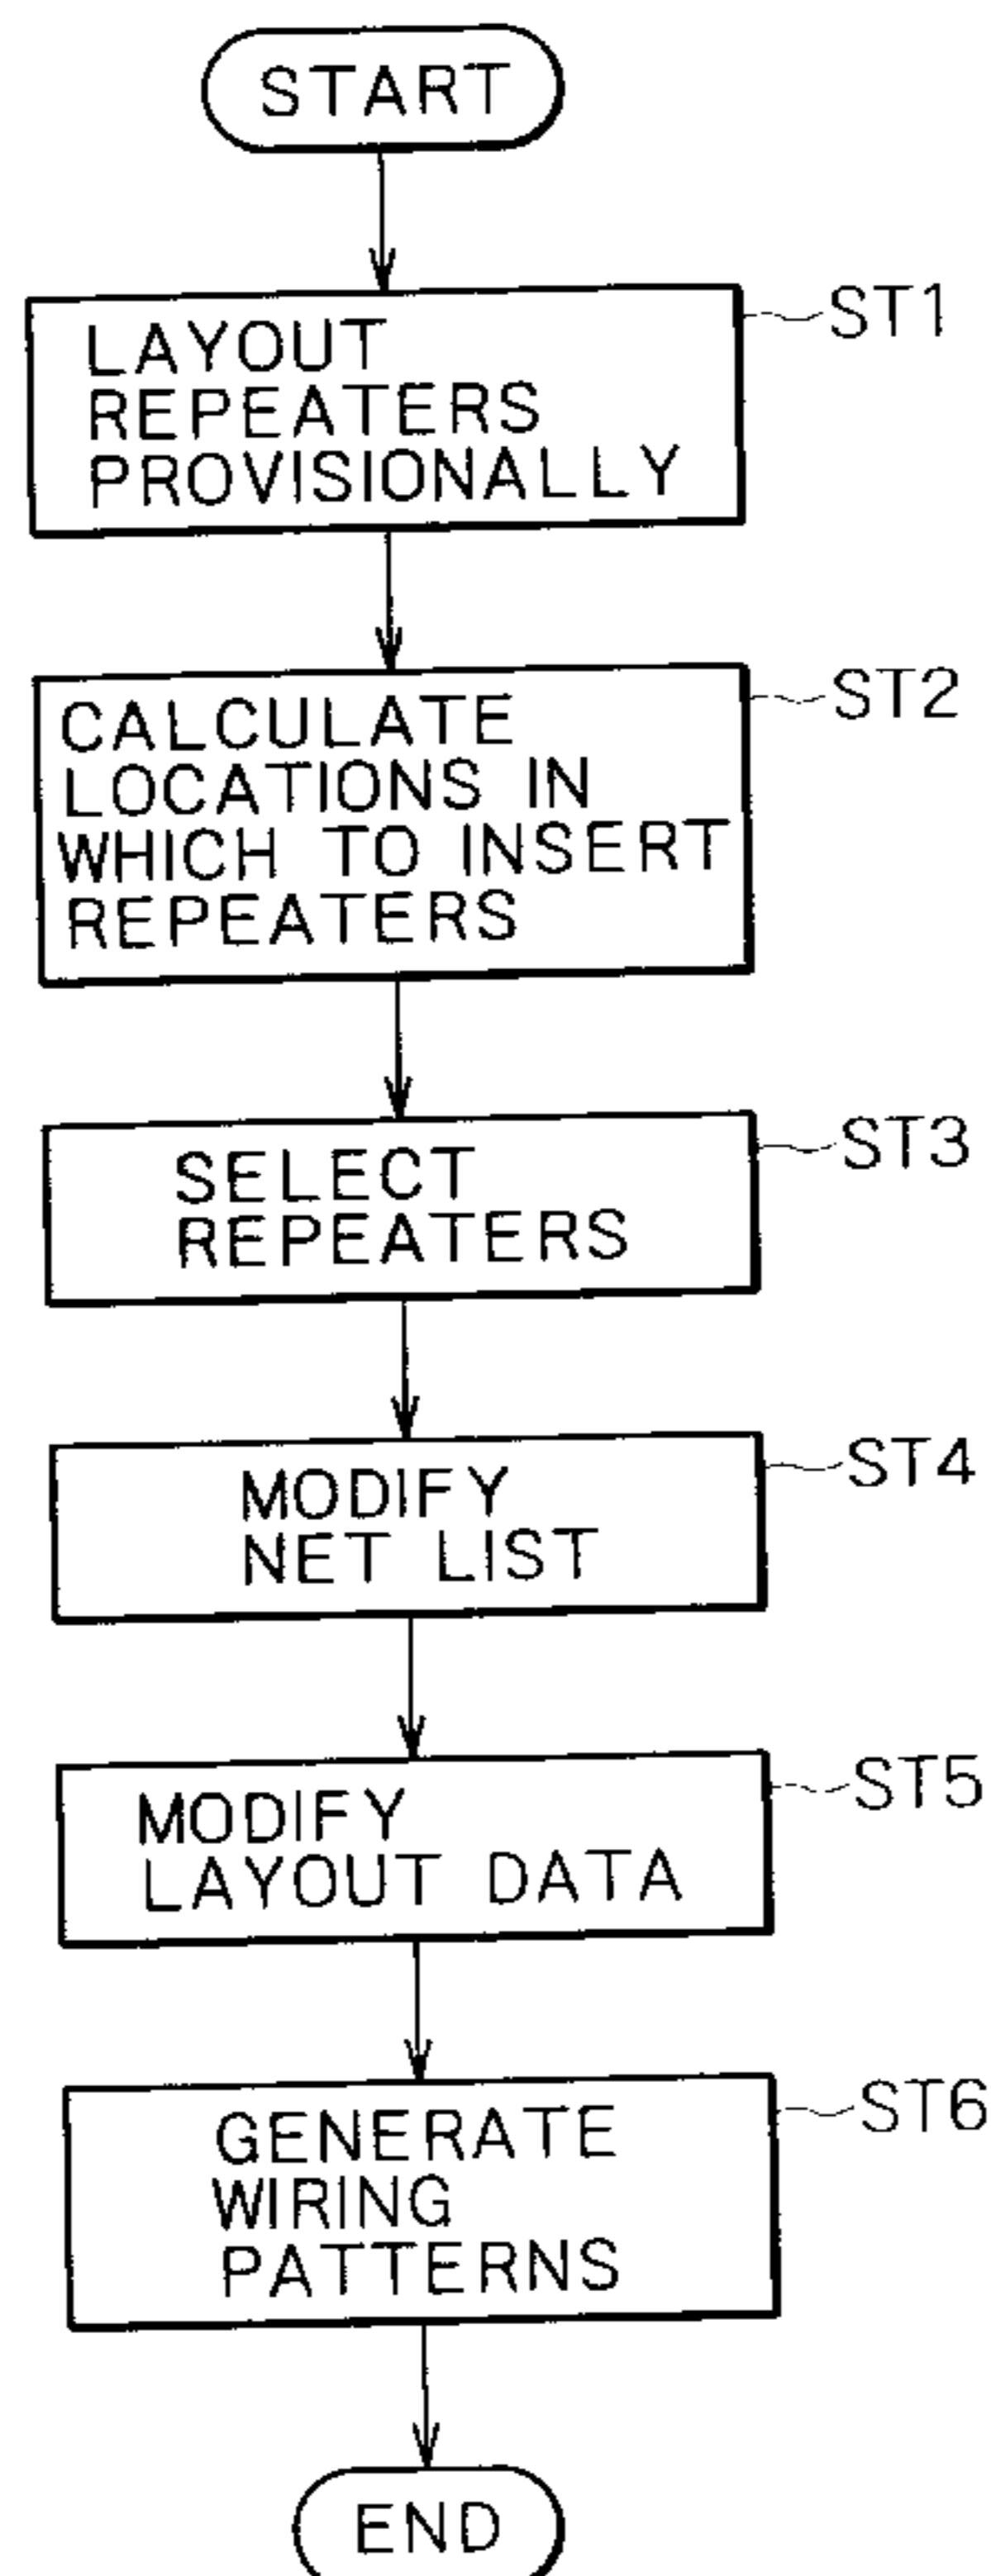 START
ST1
LAYOUT
REPEATERS
PROVISIONALLY
ST2
CALCULATE
LOCATIONS IN
WHICH TO INSERT
REPEATERS
ST3
SELECT
REPEATERS
ST4
MODIFY
NET LIST
ST5
MODIFY
LAYOUT DATA
ST6
GENERATE
WIRING
PATTERNS
END